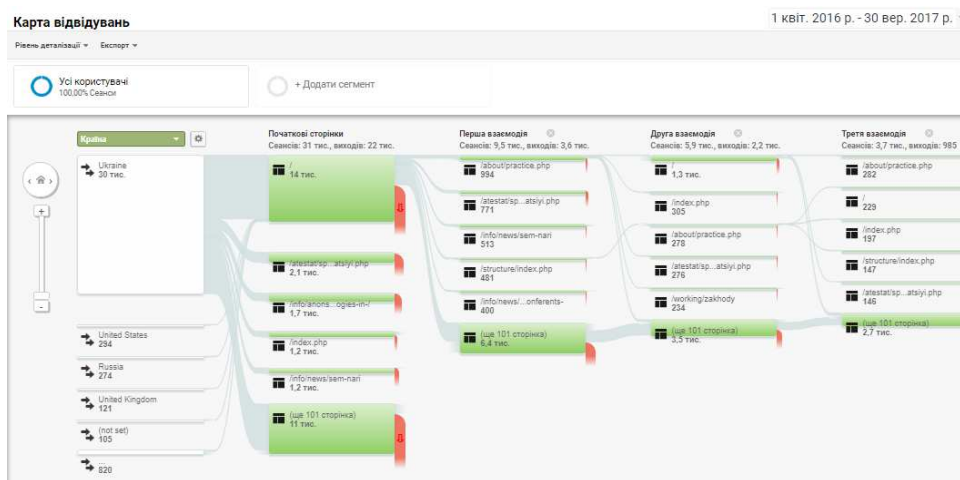 Карта відвідувань
1 квіт. 2016 р. - 30 вер. 2017 р.
Рівень деталізації
Експорт
Усі користувачі
100,00% Сеанси
+ Додати сегмент
Країна
Ukraine
30 тис.
United States
294
Russia
274
United Kingdom
121
(not set)
105
...
820
Початкові сторінки
Сеансів: 31 тис., виходів: 22 тис.
/
14 тис.
/atestat/sp...atsiyi.php
2,1 тис.
/info/anons...ogies-in-/
1,7 тис.
/index.php
1,2 тис.
/info/news/sem-nari
1,2 тис.
(ще 101 сторінка)
11 тис.
Перша взаємодія
Сеансів: 9,5 тис., виходів: 3,6 тис.
/about/practice.php
994
/atestat/sp...atsiyi.php
771
/info/news/sem-nari
513
/structure/index.php
481
/info/news/...onferents-
400
(ще 101 сторінка)
6,4 тис.
Друга взаємодія
Сеансів: 5,9 тис., виходів: 2,2 тис.
/
1,3 тис.
/index.php
305
/about/practice.php
278
/atestat/sp...atsiyi.php
276
/working/zakhody
234
(ще 101 сторінка)
3,5 тис.
Третя взаємодія
Сеансів: 3,7 тис., виходів: 985
/about/practice.php
282
/
229
/index.php
197
/structure/index.php
147
/atestat/sp...atsiyi.php
146
(ще 101 сторінка)
2,7 тис.